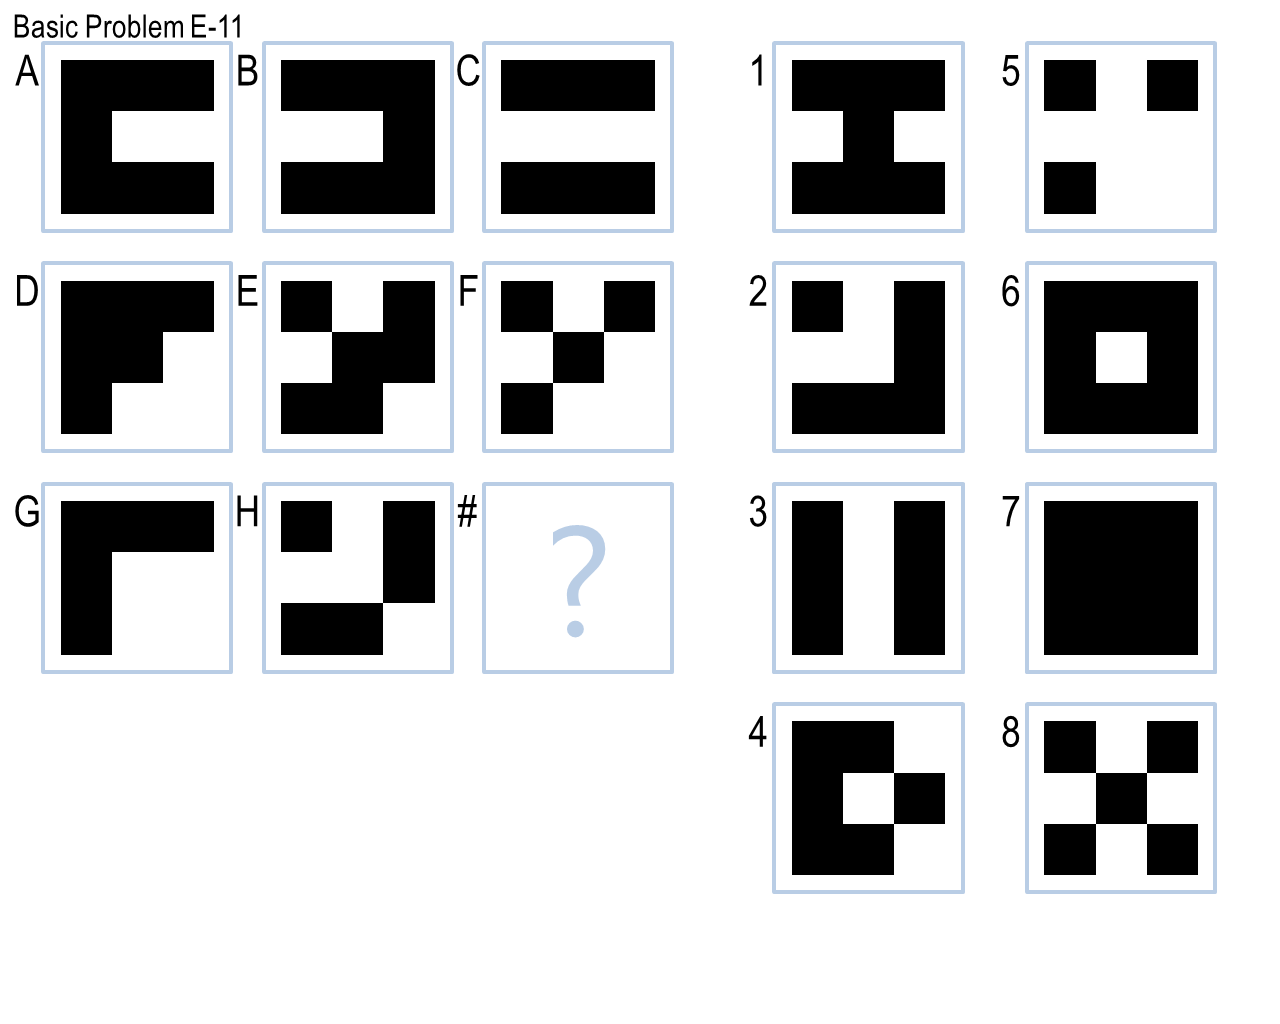 Basic Problem E-11
A B C 1 5
D E F 2 6
G H # 3 7
?
4 8